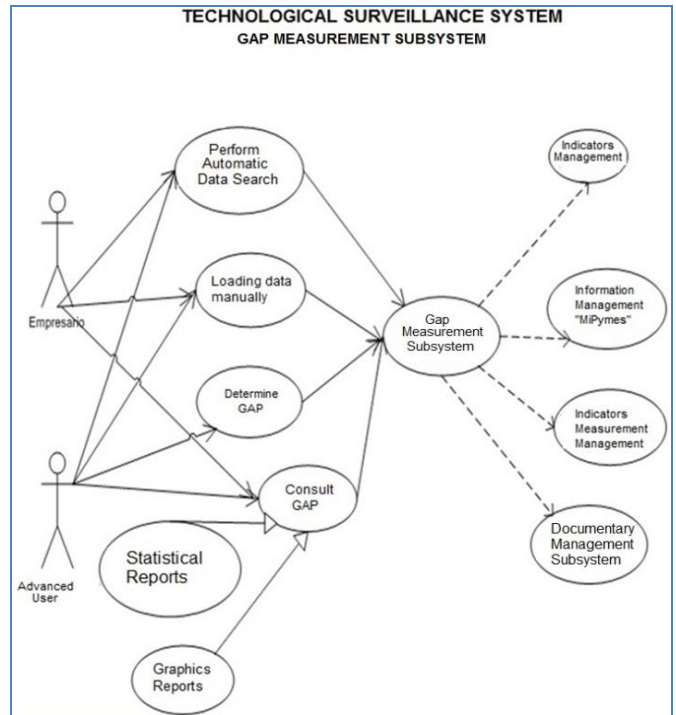 TECHNOLOGICAL SURVEILLANCE SYSTEM
GAP MEASUREMENT SUBSYSTEM
Perform
Automatic
Data Search
Indicators
Management
Empresario
Loading data
manually
Gap
Measurement
Subsystem
Information
Management
"MiPymes"
Determine
GAP
Indicators
Measurement
Management
Consult
GAP
Advanced
User
Statistical
Reports
Documentary
Management
Subsystem
Graphics
Reports